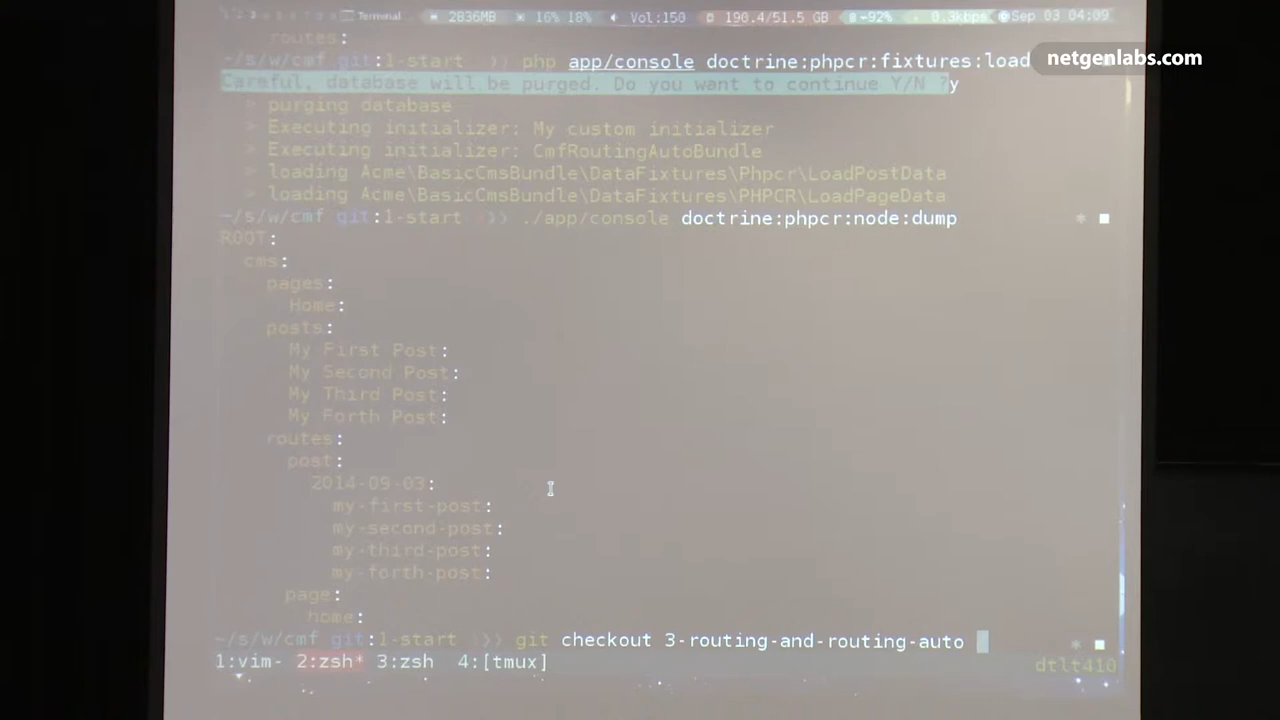 Terminal 2836MB 16% 18% Vol:150 190.4/51.5 GB ~92% 0.3kbps Sep 03 04:09
netgenlabs.com
routes:
~/s/w/cmf git:1-start 》 php app/console doctrine:phpcr:fixtures:load
Careful, database will be purged. Do you want to continue Y/N ?y
> purging database
> Executing initializer: My custom initializer
> Executing initializer: CmfRoutingAutoBundle
> loading Acme\BasicCmsBundle\DataFixtures\Phpcr\LoadPostData
> loading Acme\BasicCmsBundle\DataFixtures\PHPCR\LoadPageData
~/s/w/cmf git:1-start 》 ./app/console doctrine:phpcr:node:dump
ROOT:
cms:
pages:
Home:
posts:
My First Post:
My Second Post:
My Third Post:
My Forth Post:
routes:
post:
2014-09-03:
my-first-post:
my-second-post:
my-third-post:
my-forth-post:
page:
home:
~/s/w/cmf git:1-start 》 git checkout 3-routing-and-routing-auto
1:vim- 2:zsh* 3:zsh 4:[tmux] dtlt410